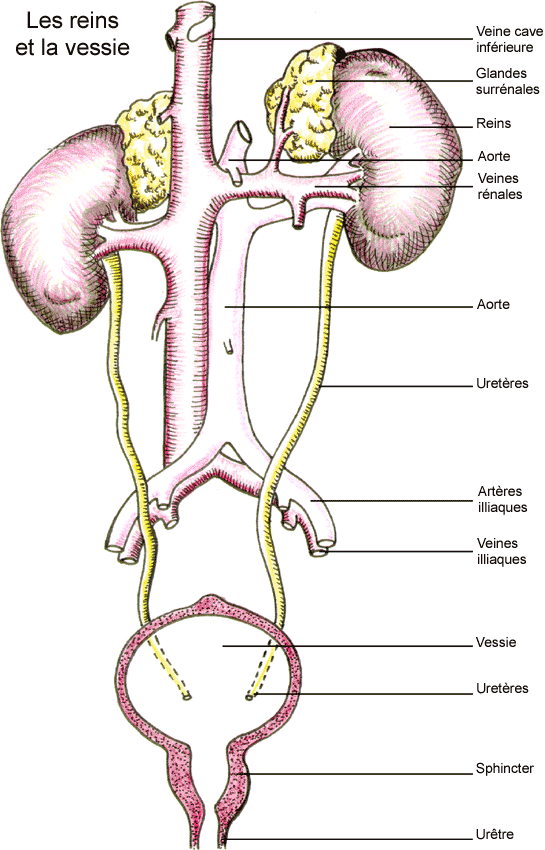 Les reins
et la vessie
Veine cave
inférieure
Glandes
surrénales
Reins
Aorte
Veines
rénales
Aorte
Uretères
Artères
illiaques
Veines
illiaques
Vessie
Uretères
Sphincter
Urêtre